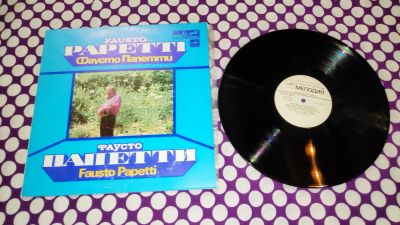 FAUSTO
PAPETTI
Фаусто Папетти
ФАУСТО
ПАПЕТТИ
Fausto Papetti
МЕЛОДИЯ